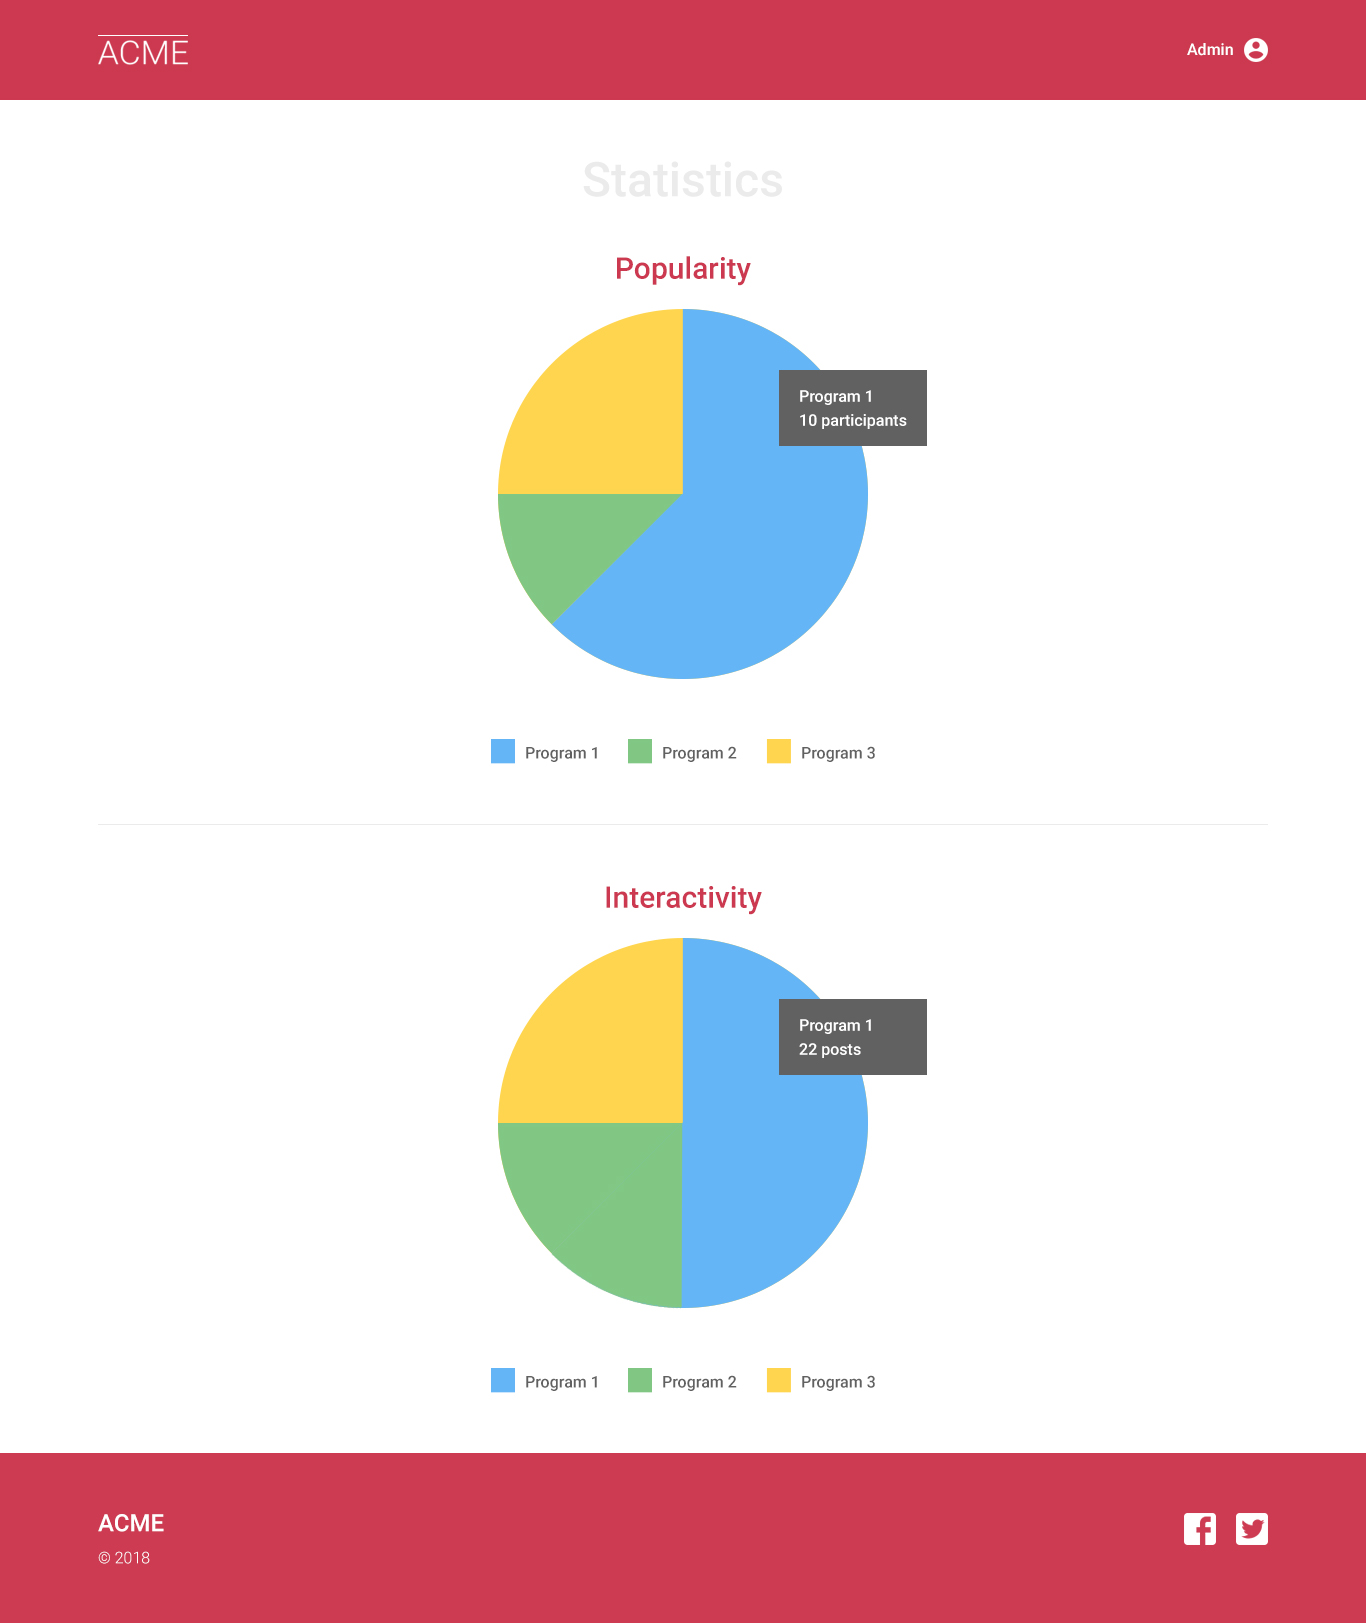 ACME
Admin
Statistics
Popularity
Program 1
10 participants
Program 1
Program 2
Program 3
Interactivity
Program 1
22 posts
Program 1
Program 2
Program 3
ACME
© 2018